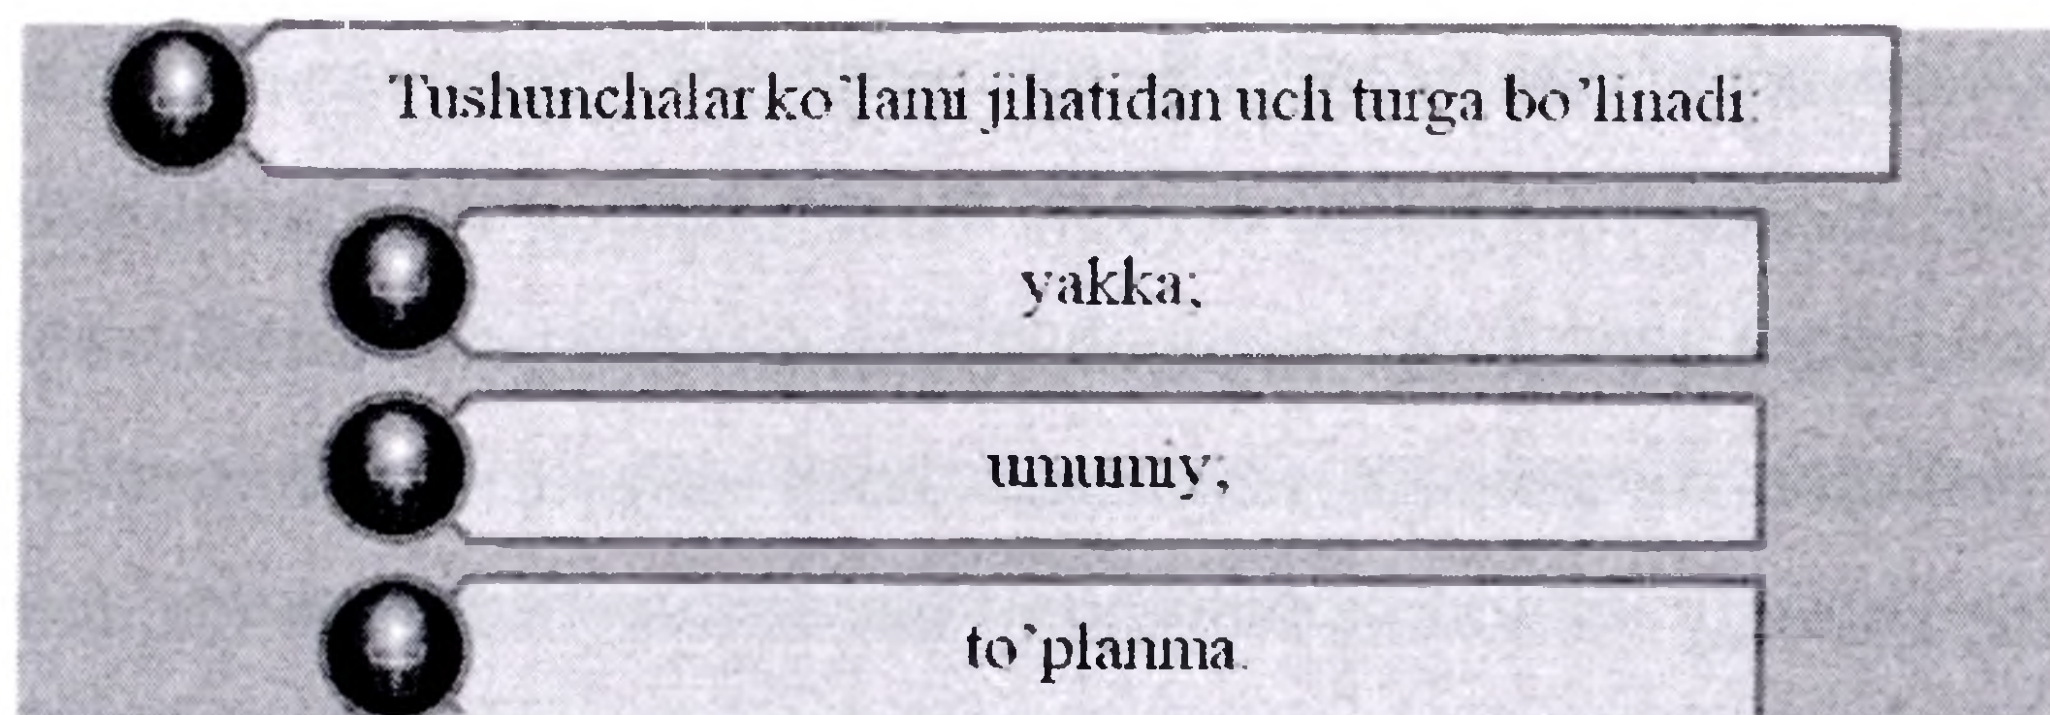 Tushunchalar ko`lami jihatidan uch turga bo’linadi:
yakka;
umumiy;
to`planma.